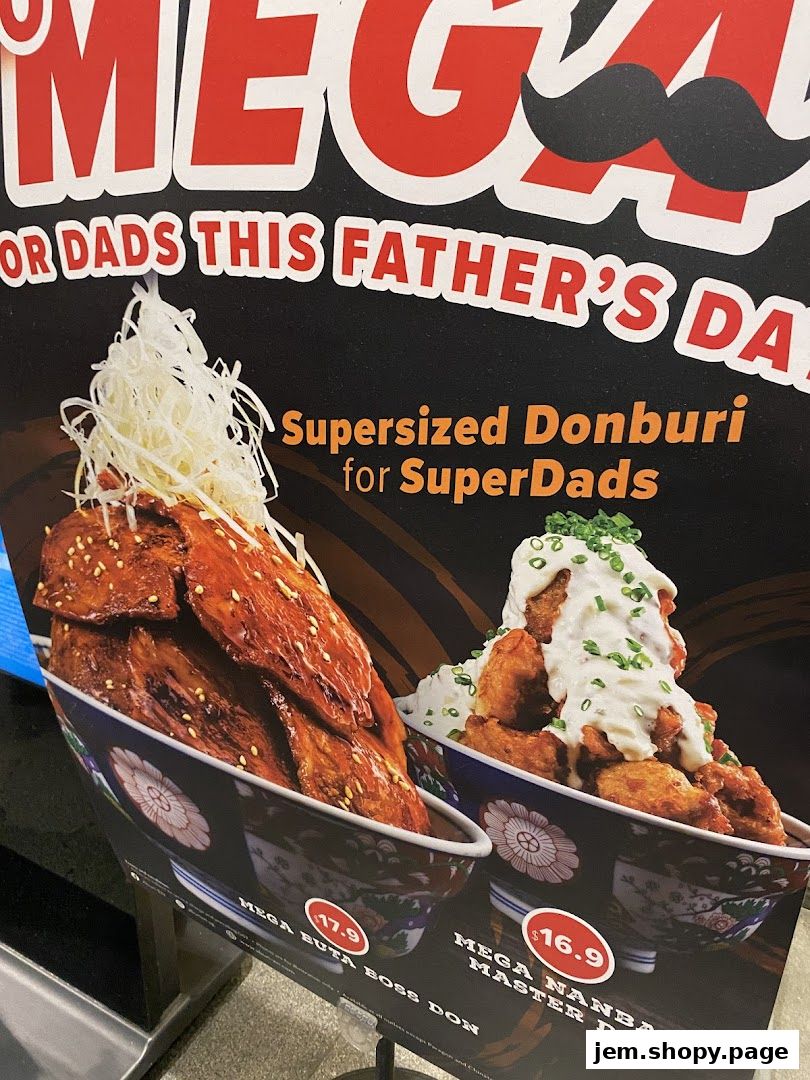 MEGA
OR DADS THIS FATHER'S DA
Supersized Donburi
for SuperDads
$17.9
MEGA BUTA BOSS DON
$16.9
MEGA NANBA
MASTER D
jem.shopy.page